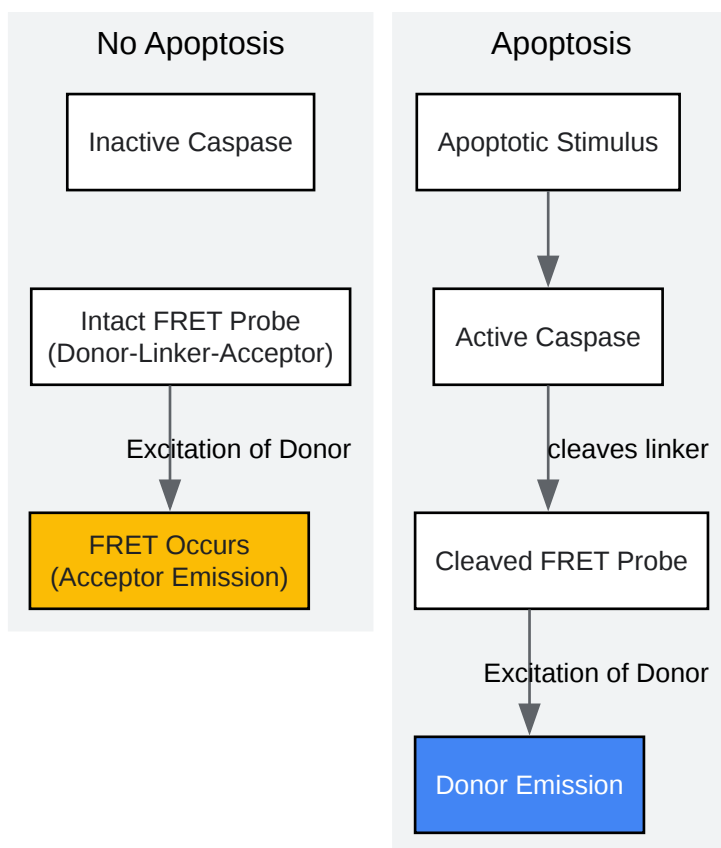 No Apoptosis
Inactive Caspase
Intact FRET Probe
(Donor-Linker-Acceptor)
Excitation of Donor
FRET Occurs
(Acceptor Emission)
Apoptosis
Apoptotic Stimulus
Active Caspase
cleaves linker
Cleaved FRET Probe
Excitation of Donor
Donor Emission